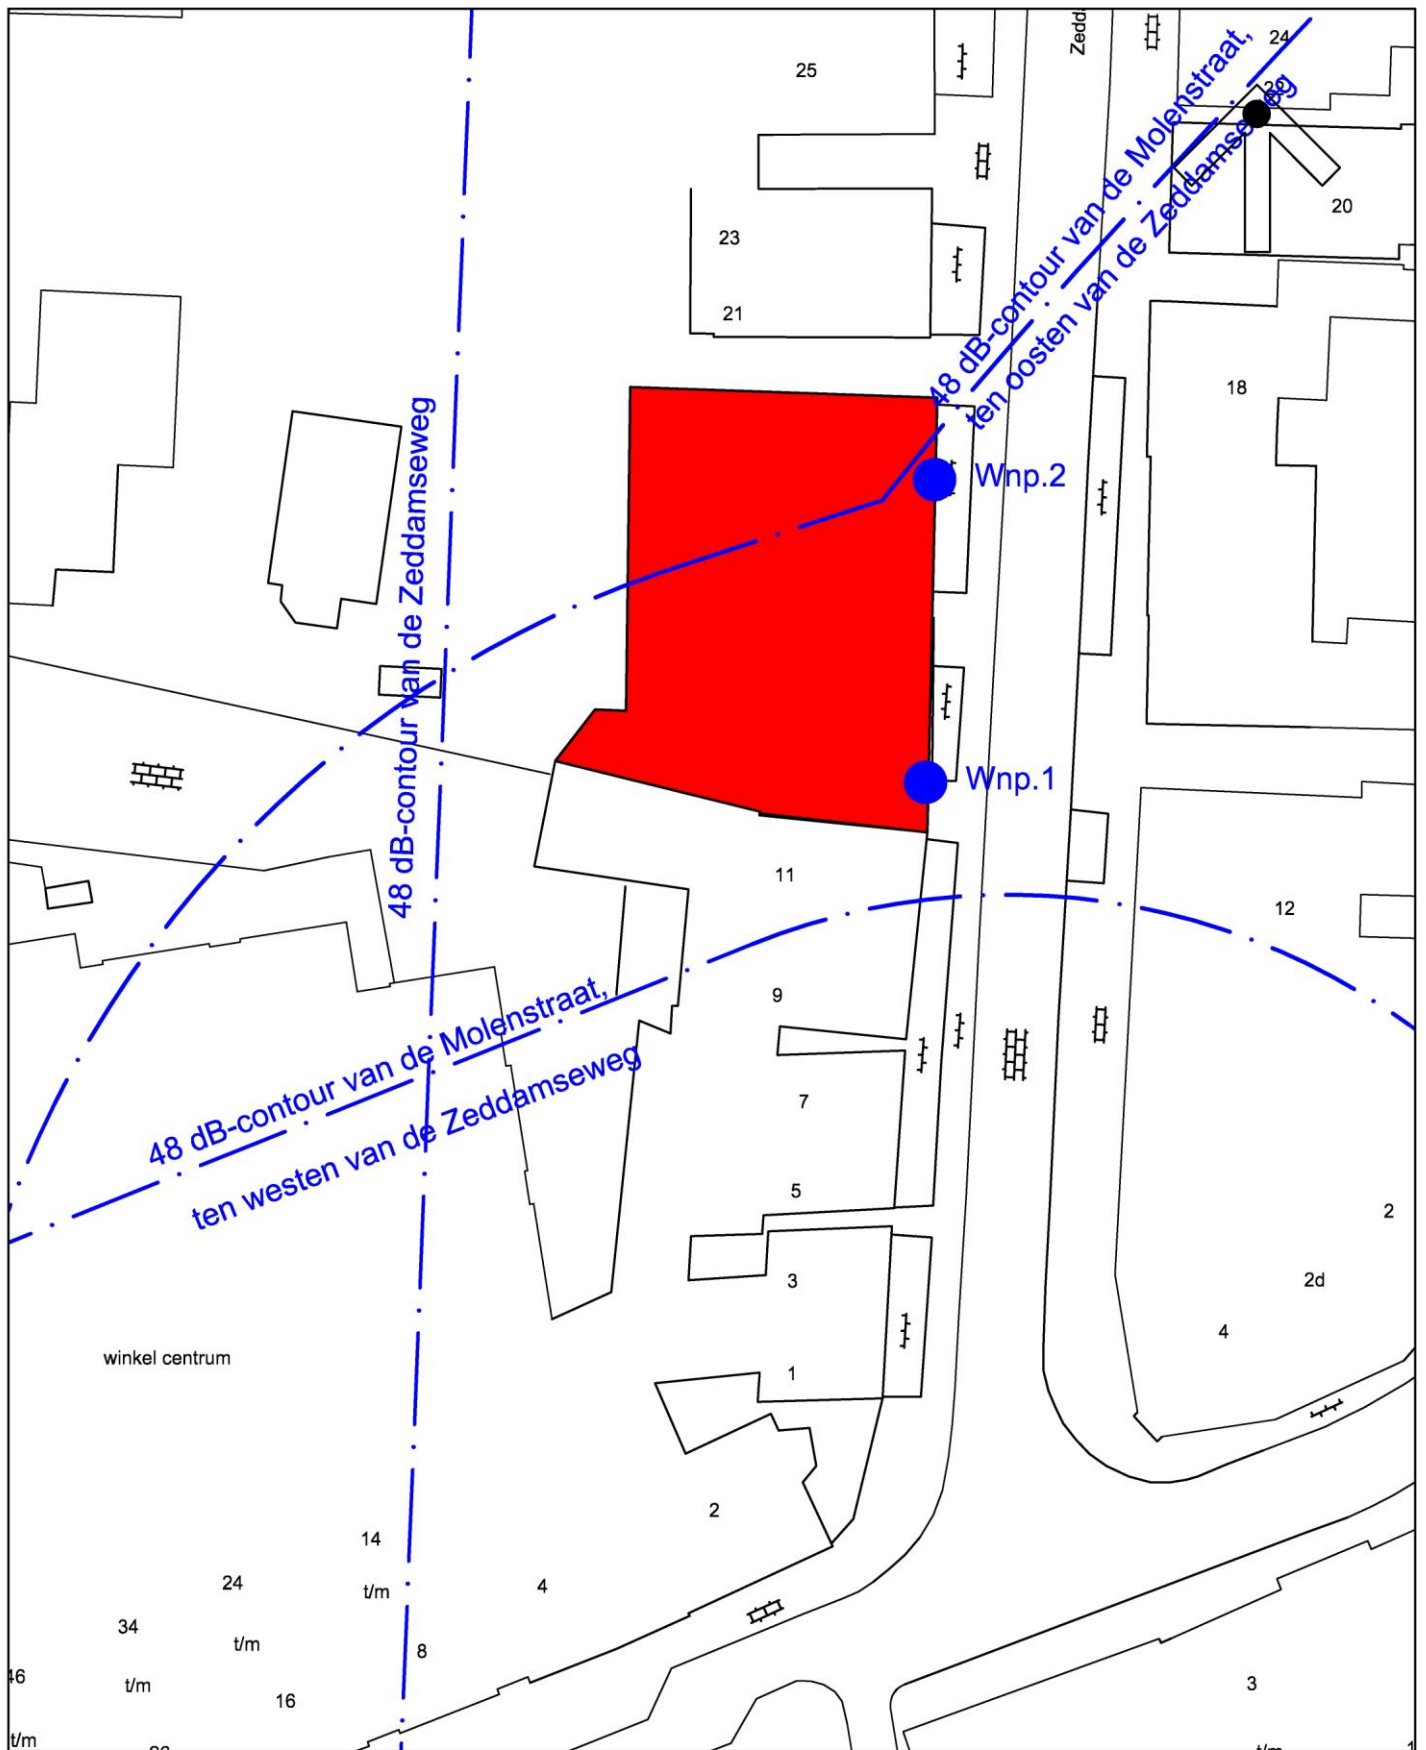 25
Zedd
24
22
48 dB-contour van de Molenstraat,
ten oosten van de Zeddamseweg
20
23
21
18
48 dB-contour van de Zeddamseweg
Wnp.2
Wnp.1
11
12
9
48 dB-contour van de Molenstraat,
ten westen van de Zeddamseweg
7
5
2
3
2d
4
winkel centrum
1
2
14
t/m
24
4
34
t/m
8
46
t/m
16
3
t/m
t/m
1